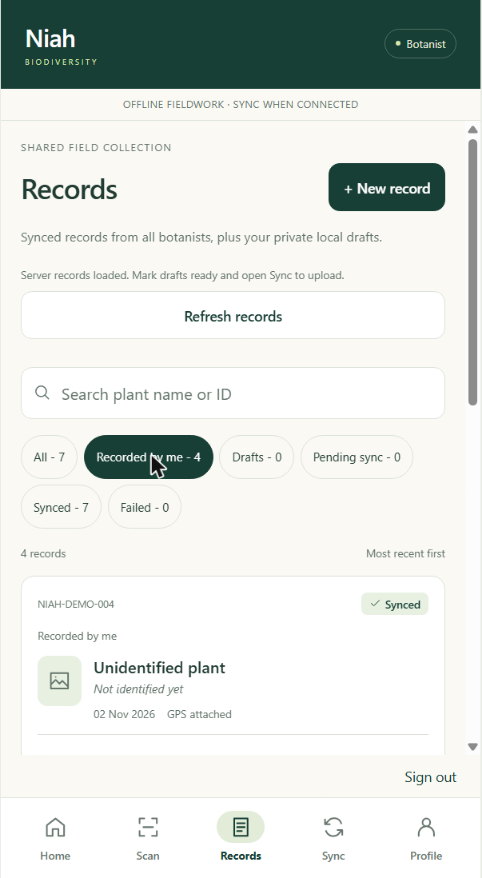 Niah
BIODIVERSITY
Botanist
OFFLINE FIELDWORK · SYNC WHEN CONNECTED
SHARED FIELD COLLECTION
Records
+ New record
Synced records from all botanists, plus your private local drafts.
Server records loaded. Mark drafts ready and open Sync to upload.
Refresh records
Search plant name or ID
All - 7
Recorded by me - 4
Drafts - 0
Pending sync - 0
Synced - 7
Failed - 0
4 records
Most recent first
NIAH-DEMO-004
Synced
Recorded by me
Unidentified plant
Not identified yet
02 Nov 2026 GPS attached
Sign out
Home
Scan
Records
Sync
Profile